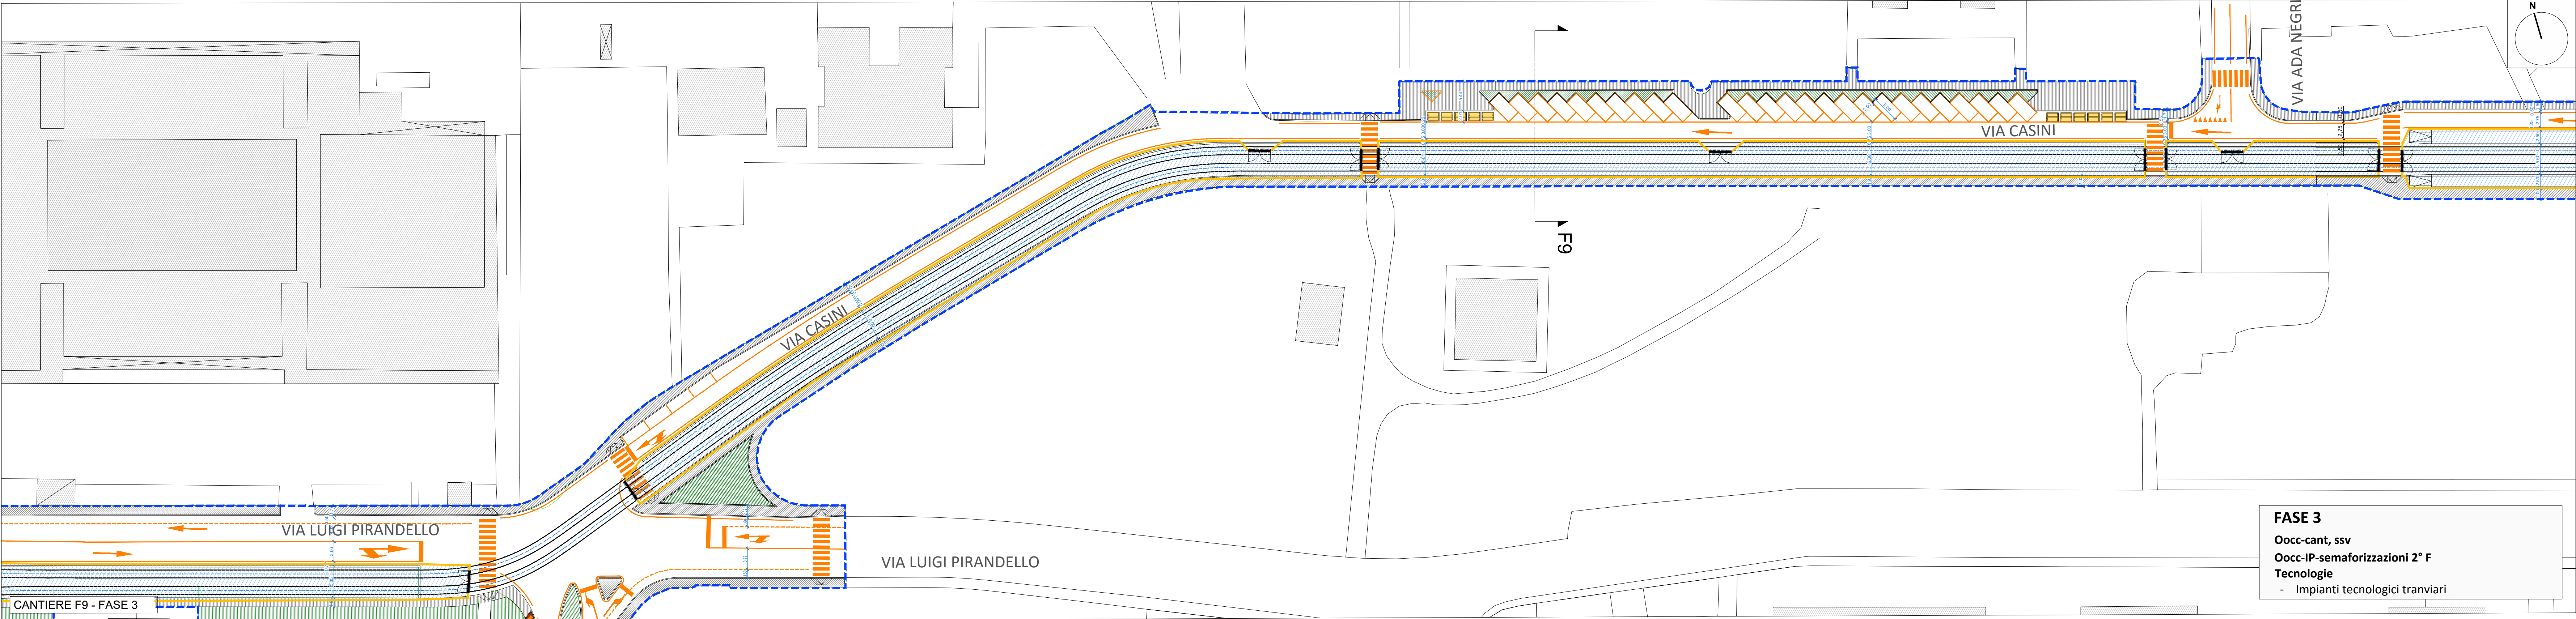 N
VIA ADA NEGRI
VIA CASINI
F9
VIA CASINI
VIA LUIGI PIRANDELLO
VIA LUIGI PIRANDELLO
CANTIERE F9 - FASE 3
FASE 3
Oocc-cant, ssv
Oocc-IP-semaforizzazioni 2° F
Tecnologie
- Impianti tecnologici tranviari